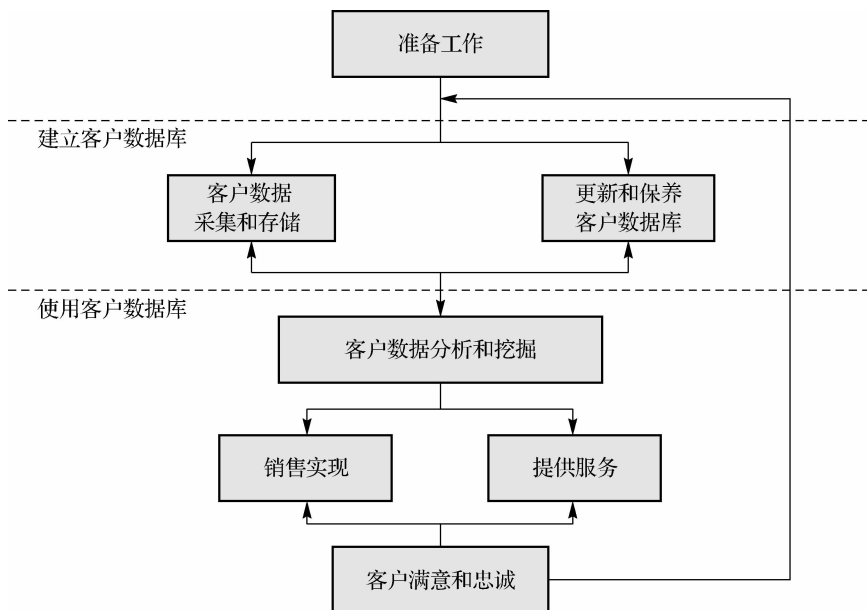 准备工作
建立客户数据库
客户数据
采集和存储
更新和保养
客户数据库
使用客户数据库
客户数据分析和挖掘
销售实现
提供服务
客户满意和忠诚